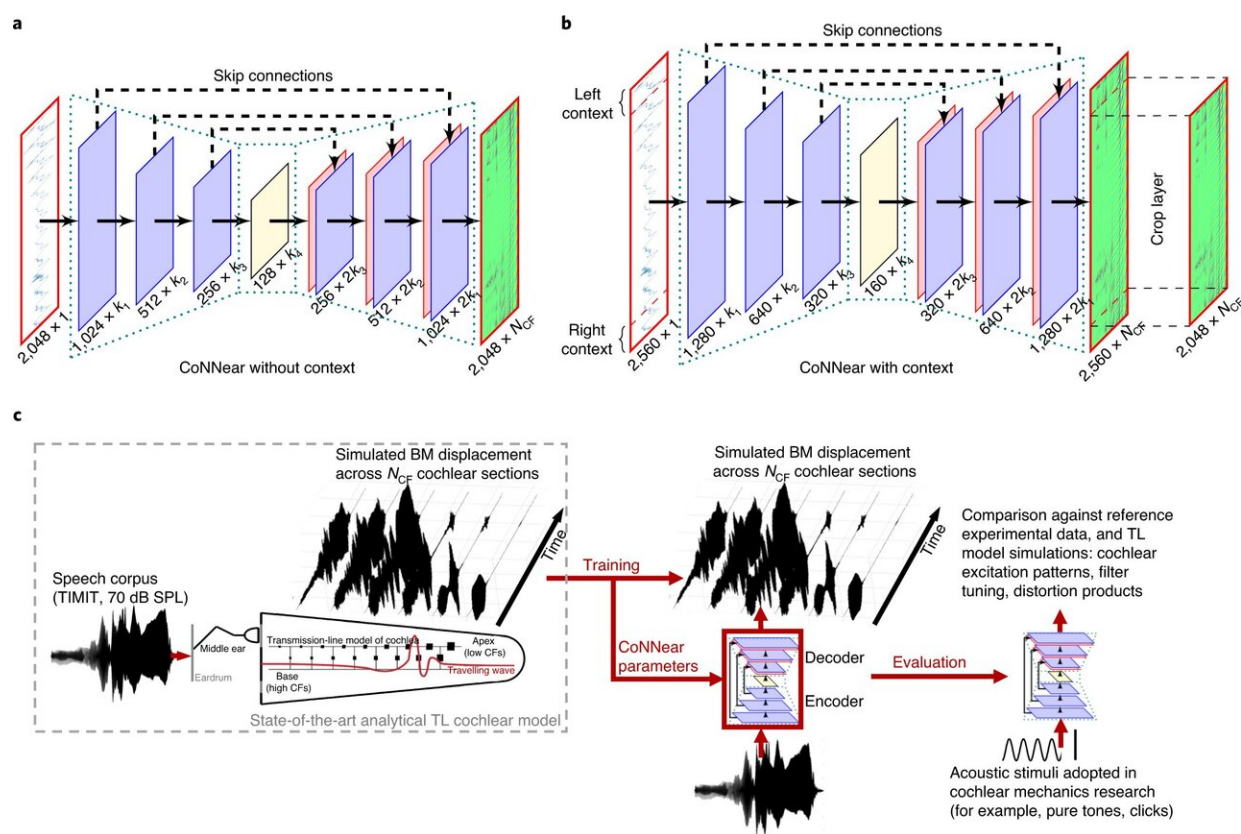 a
Skip connections
2,048 × 1
1,024 × k1
512 × k2
256 × k3
128 × k4
256 × 2k3
512 × 2k2
1,024 × 2k1
2,048 × NCF
CoNNear without context
b
Skip connections
Left
context
Right
context
2,560 × 1
1,280 × k1
640 × k2
320 × k3
160 × k4
320 × 2k3
640 × 2k2
1,280 × 2k1
2,560 × NCF
Crop layer
2,048 × NCF
CoNNear with context
c
Speech corpus
(TIMIT, 70 dB SPL)
Simulated BM displacement
across NCF cochlear sections
Time
Middle ear
Eardrum
Transmission-line model of cochlea
Apex
(low CFs)
Base
(high CFs)
Travelling wave
State-of-the-art analytical TL cochlear model
Training
CoNNear
parameters
Simulated BM displacement
across NCF cochlear sections
Time
Decoder
Encoder
Evaluation
Comparison against reference
experimental data, and TL
model simulations: cochlear
excitation patterns, filter
tuning, distortion products
Acoustic stimuli adopted in
cochlear mechanics research
(for example, pure tones, clicks)